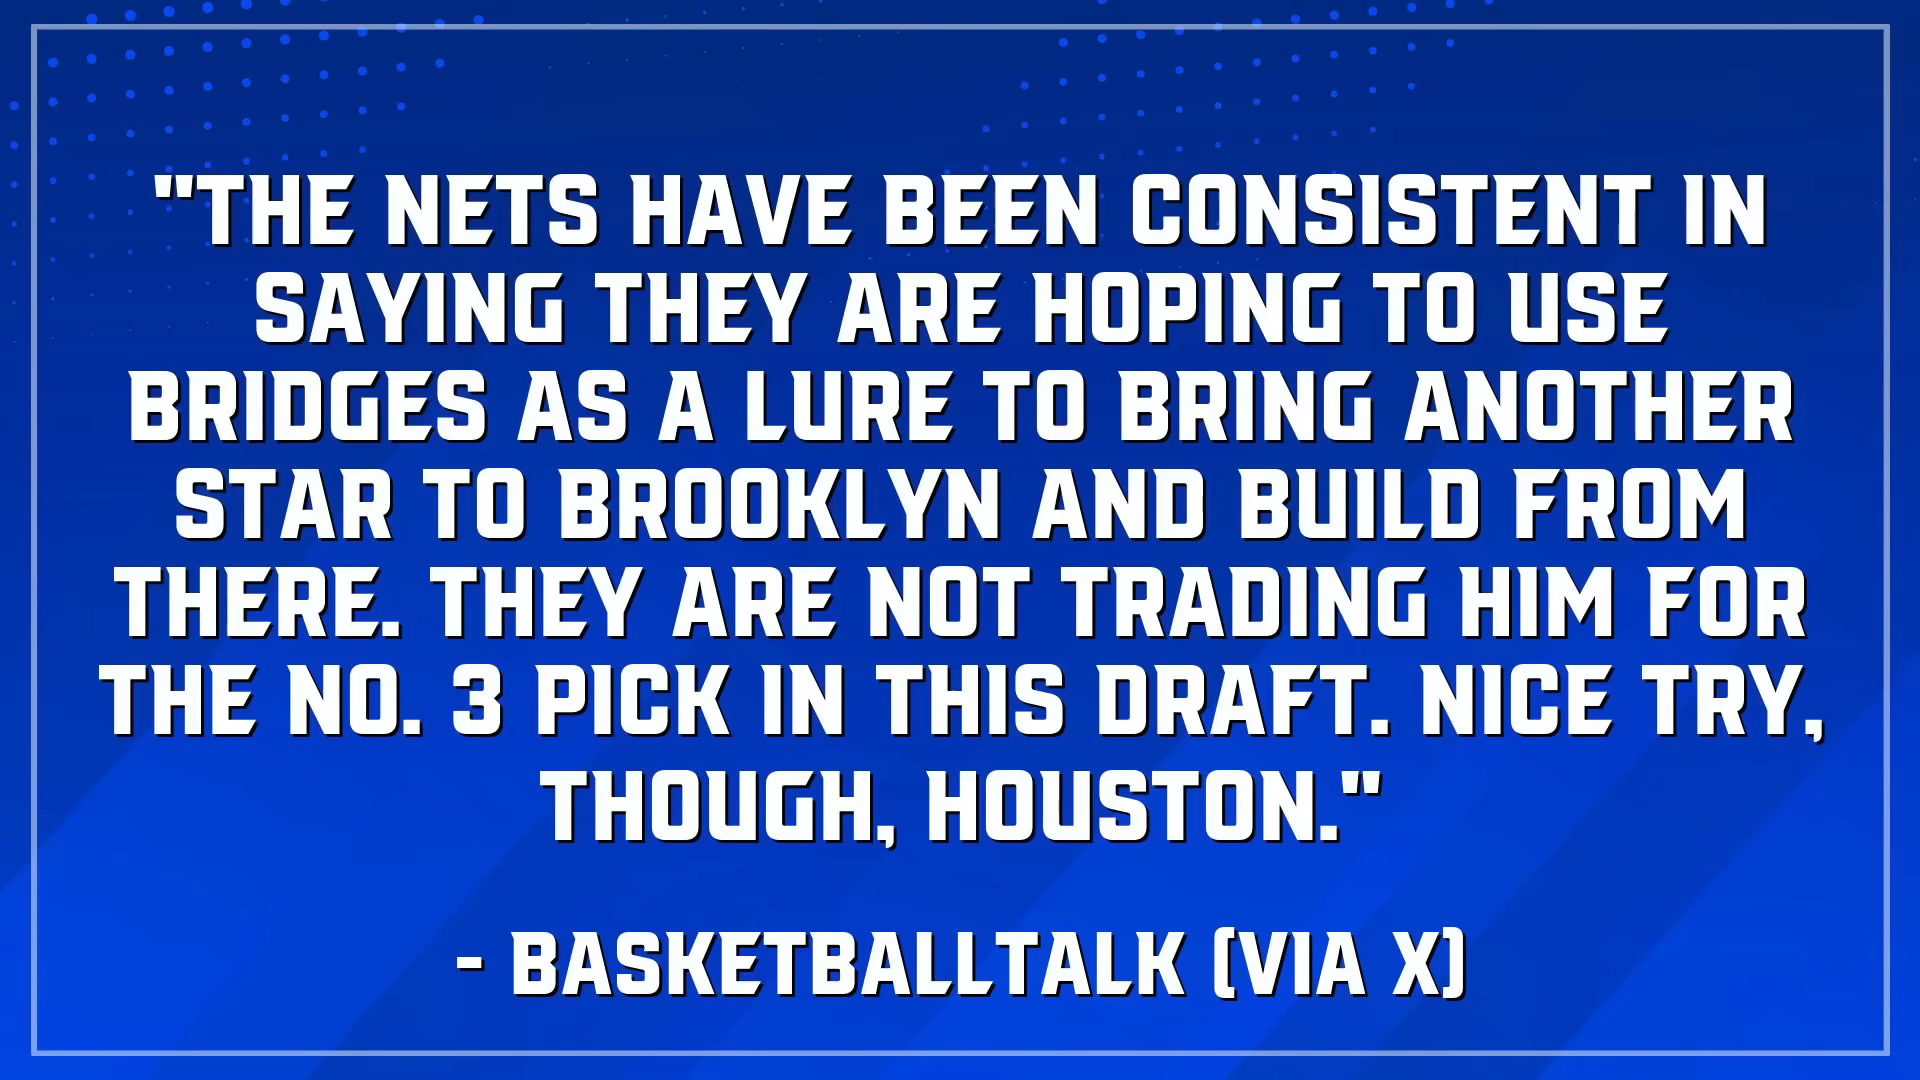 "THE NETS HAVE BEEN CONSISTENT IN
SAYING THEY ARE HOPING TO USE
BRIDGES AS A LURE TO BRING ANOTHER
STAR TO BROOKLYN AND BUILD FROM
THERE. THEY ARE NOT TRADING HIM FOR
THE NO. 3 PICK IN THIS DRAFT. NICE TRY,
THOUGH, HOUSTON."
- BASKETBALLTALK (VIA X)